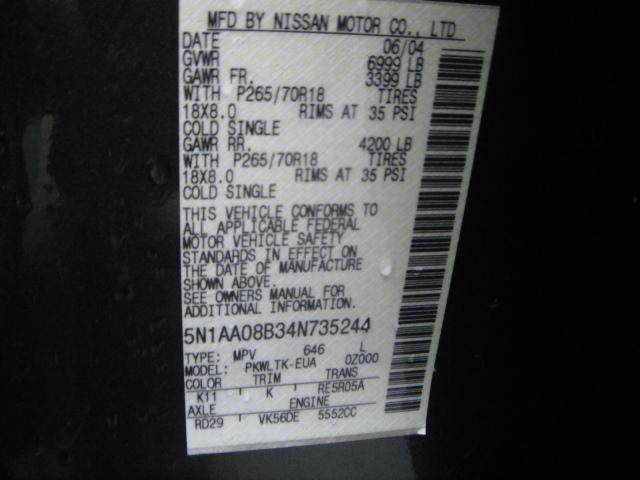 MFD BY NISSAN MOTOR CO., LTD
DATE 06/04
GVWR 6999 LB
GAWR FR. 3399 LB
WITH P265/70R18 TIRES
18X8.0 RIMS AT 35 PSI
COLD SINGLE
GAWR RR. 4200 LB
WITH P265/70R18 TIRES
18X8.0 RIMS AT 35 PSI
COLD SINGLE
THIS VEHICLE CONFORMS TO
ALL APPLICABLE FEDERAL
MOTOR VEHICLE SAFETY
STANDARDS IN EFFECT ON
THE DATE OF MANUFACTURE
SHOWN ABOVE.
SEE OWNERS MANUAL FOR
ADDITIONAL INFORMATION.
5N1AA08B34N735244
TYPE: MPV 646 L
MODEL: PKWLTK-EUA 0Z000
COLOR TRIM TRANS
K11 K RE5R05A
AXLE ENGINE
RD29 VK56DE 5552CC